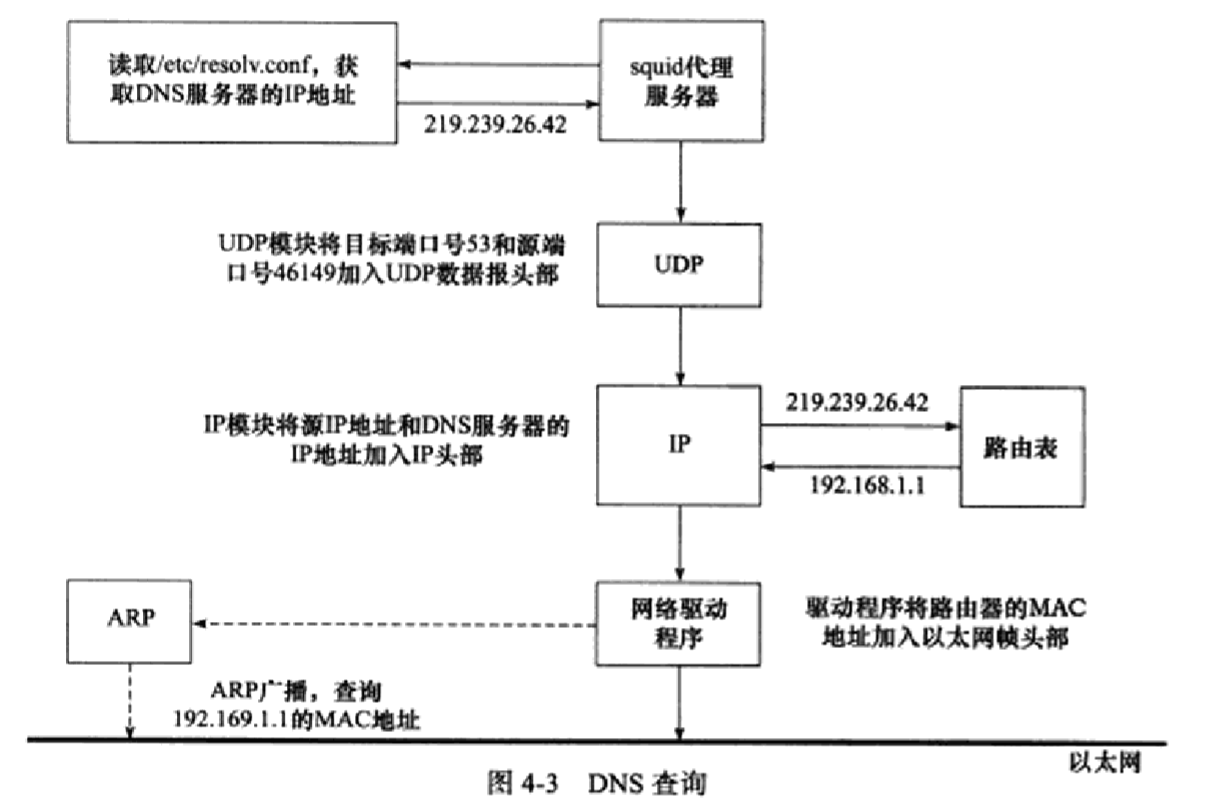 读取/etc/resolv.conf，获
取DNS服务器的IP地址
squid代理
服务器
219.239.26.42
UDP模块将目标端口号53和源端
口号46149加入UDP数据报头部
UDP
IP模块将源IP地址和DNS服务器的
IP地址加入IP头部
IP
219.239.26.42
192.168.1.1
路由表
ARP
网络驱动
程序
驱动程序将路由器的MAC
地址加入以太网帧头部
ARP广播，查询
192.169.1.1的MAC地址
以太网
图 4-3 DNS 查询